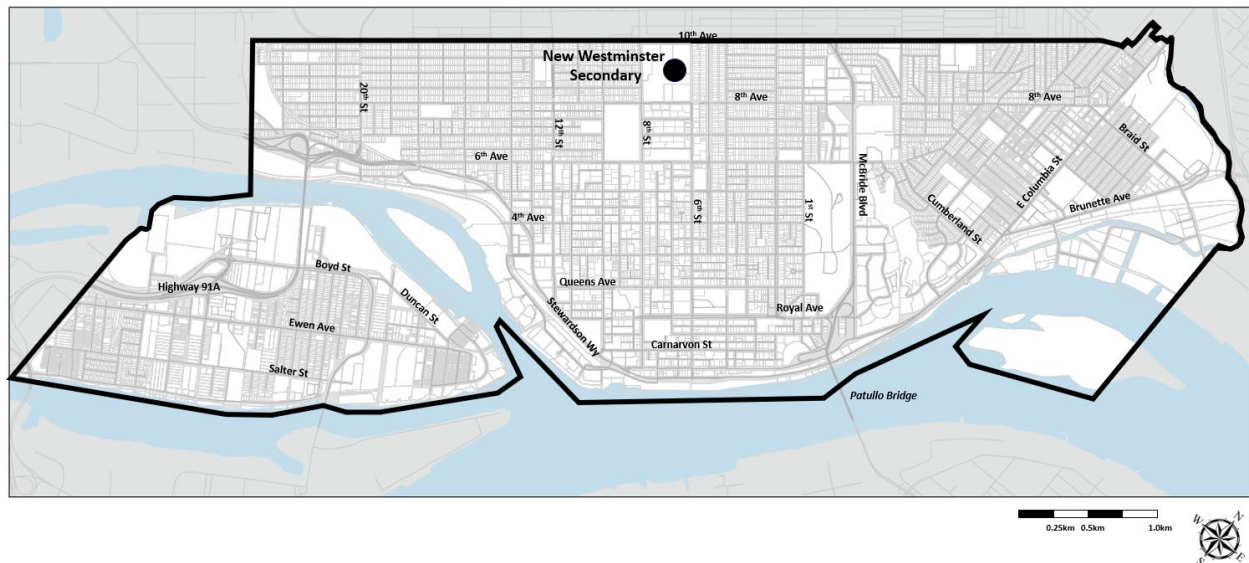 10th Ave
New Westminster
Secondary
20th St
12th St
8th St
8th Ave
8th Ave
Braid St
6th Ave
McBride Blvd
E Columbia St
Brunette Ave
Cumberland St
6th St
1st St
4th Ave
Boyd St
Highway 91A
Duncan St
Queens Ave
Royal Ave
Stewardson Wy
Ewen Ave
Carnarvon St
Salter St
Patullo Bridge
0.25km 0.5km 1.0km
W N
S E